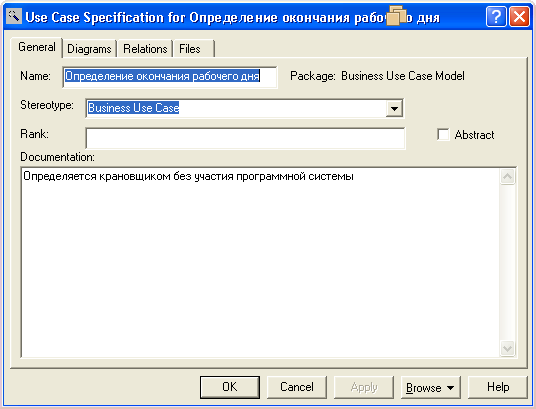 Use Case Specification for Определение окончания рабо дня
General Diagrams Relations Files
Name: Определение окончания рабочего дня Package: Business Use Case Model
Stereotype: Business Use Case
Rank: Abstract
Documentation:
Определяется крановщиком без участия программной системы
OK Cancel Apply Browse Help